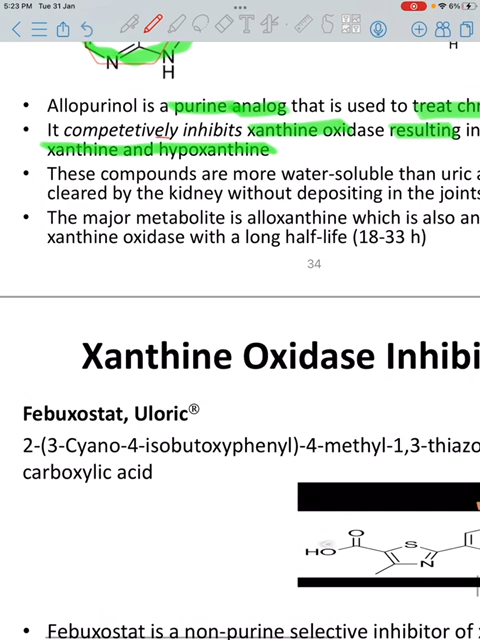 5:23 PM Tue 31 Jan
6%
N
N
H
H
• Allopurinol is a purine analog that is used to treat chr
• It competetively inhibits xanthine oxidase resulting in
xanthine and hypoxanthine
• These compounds are more water-soluble than uric a
cleared by the kidney without depositing in the joints
• The major metabolite is alloxanthine which is also an
xanthine oxidase with a long half-life (18-33 h)
34
Xanthine Oxidase Inhibi
Febuxostat, Uloric®
2-(3-Cyano-4-isobutoxyphenyl)-4-methyl-1,3-thiazo
carboxylic acid
O
HO
S
N
• Febuxostat is a non-purine selective inhibitor of